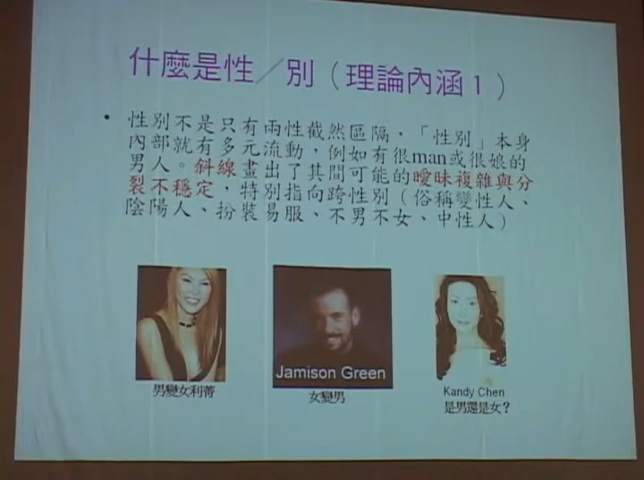 什麼是性／別（理論內涵1）
• 性別不是只有兩性截然區隔，「性別」本身
內部就有多元流動，例如有很man或很娘的
男人。斜線畫出了其間可能的曖昧複雜與分
裂不穩定，特別指向跨性別（俗稱變性人、
陰陽人、扮裝易服、不男不女、中性人）
Jamison Green
男變女利菁
女變男
Kandy Chen
是男還是女？